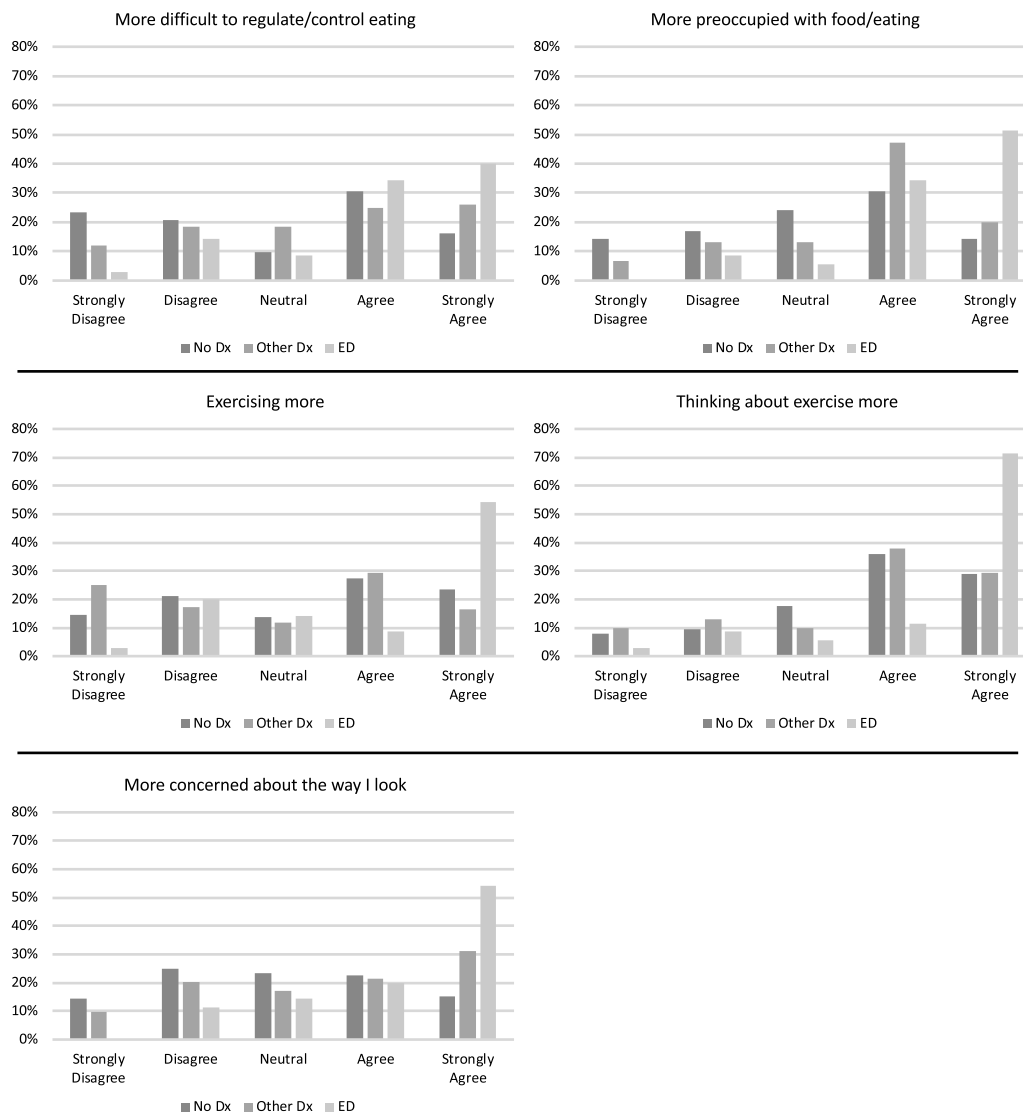 More difficult to regulate/control eating
80%
70%
60%
50%
40%
30%
20%
10%
0%
Strongly
Disagree
Disagree
Neutral
Agree
Strongly
Agree
No Dx
Other Dx
ED
More preoccupied with food/eating
80%
70%
60%
50%
40%
30%
20%
10%
0%
Strongly
Disagree
Disagree
Neutral
Agree
Strongly
Agree
No Dx
Other Dx
ED
Exercising more
80%
70%
60%
50%
40%
30%
20%
10%
0%
Strongly
Disagree
Disagree
Neutral
Agree
Strongly
Agree
No Dx
Other Dx
ED
Thinking about exercise more
80%
70%
60%
50%
40%
30%
20%
10%
0%
Strongly
Disagree
Disagree
Neutral
Agree
Strongly
Agree
No Dx
Other Dx
ED
More concerned about the way I look
80%
70%
60%
50%
40%
30%
20%
10%
0%
Strongly
Disagree
Disagree
Neutral
Agree
Strongly
Agree
No Dx
Other Dx
ED